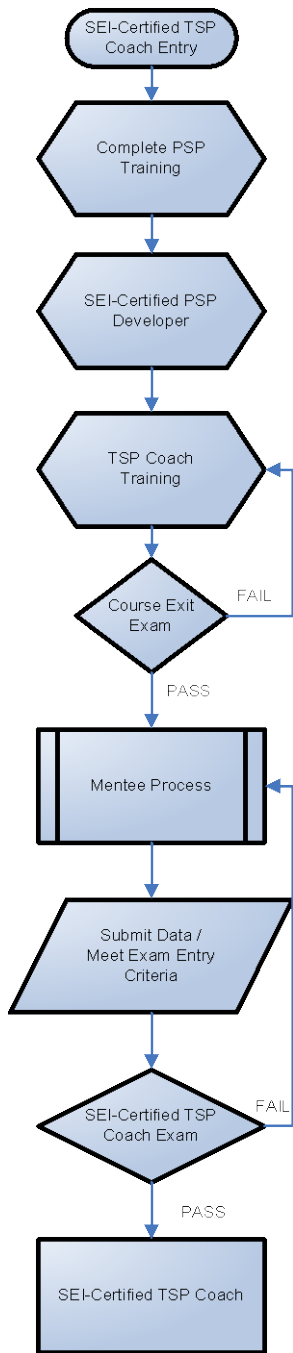 SEI-Certified TSP
Coach Entry
Complete PSP
Training
SEI-Certified PSP
Developer
TSP Coach
Training
Course Exit
Exam
FAIL
PASS
Mentee Process
Submit Data /
Meet Exam Entry
Criteria
SEI-Certified TSP
Coach Exam
FAIL
PASS
SEI-Certified TSP Coach